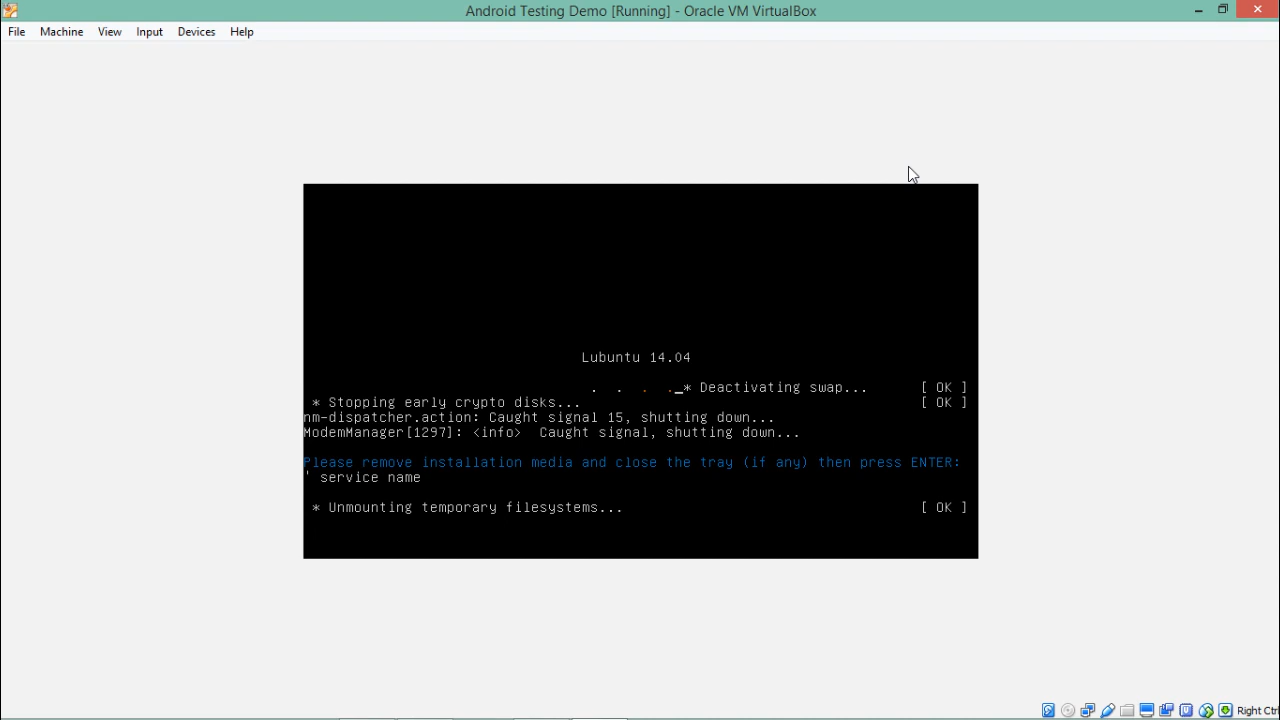 Android Testing Demo [Running] - Oracle VM VirtualBox
File Machine View Input Devices Help
Lubuntu 14.04
. . . ._* Deactivating swap... [ OK ]
* Stopping early crypto disks... [ OK ]
nm-dispatcher.action: Caught signal 15, shutting down...
ModemManager[1297]: <info>  Caught signal, shutting down...
Please remove installation media and close the tray (if any) then press ENTER:
' service name
* Unmounting temporary filesystems... [ OK ]
Right Ctrl